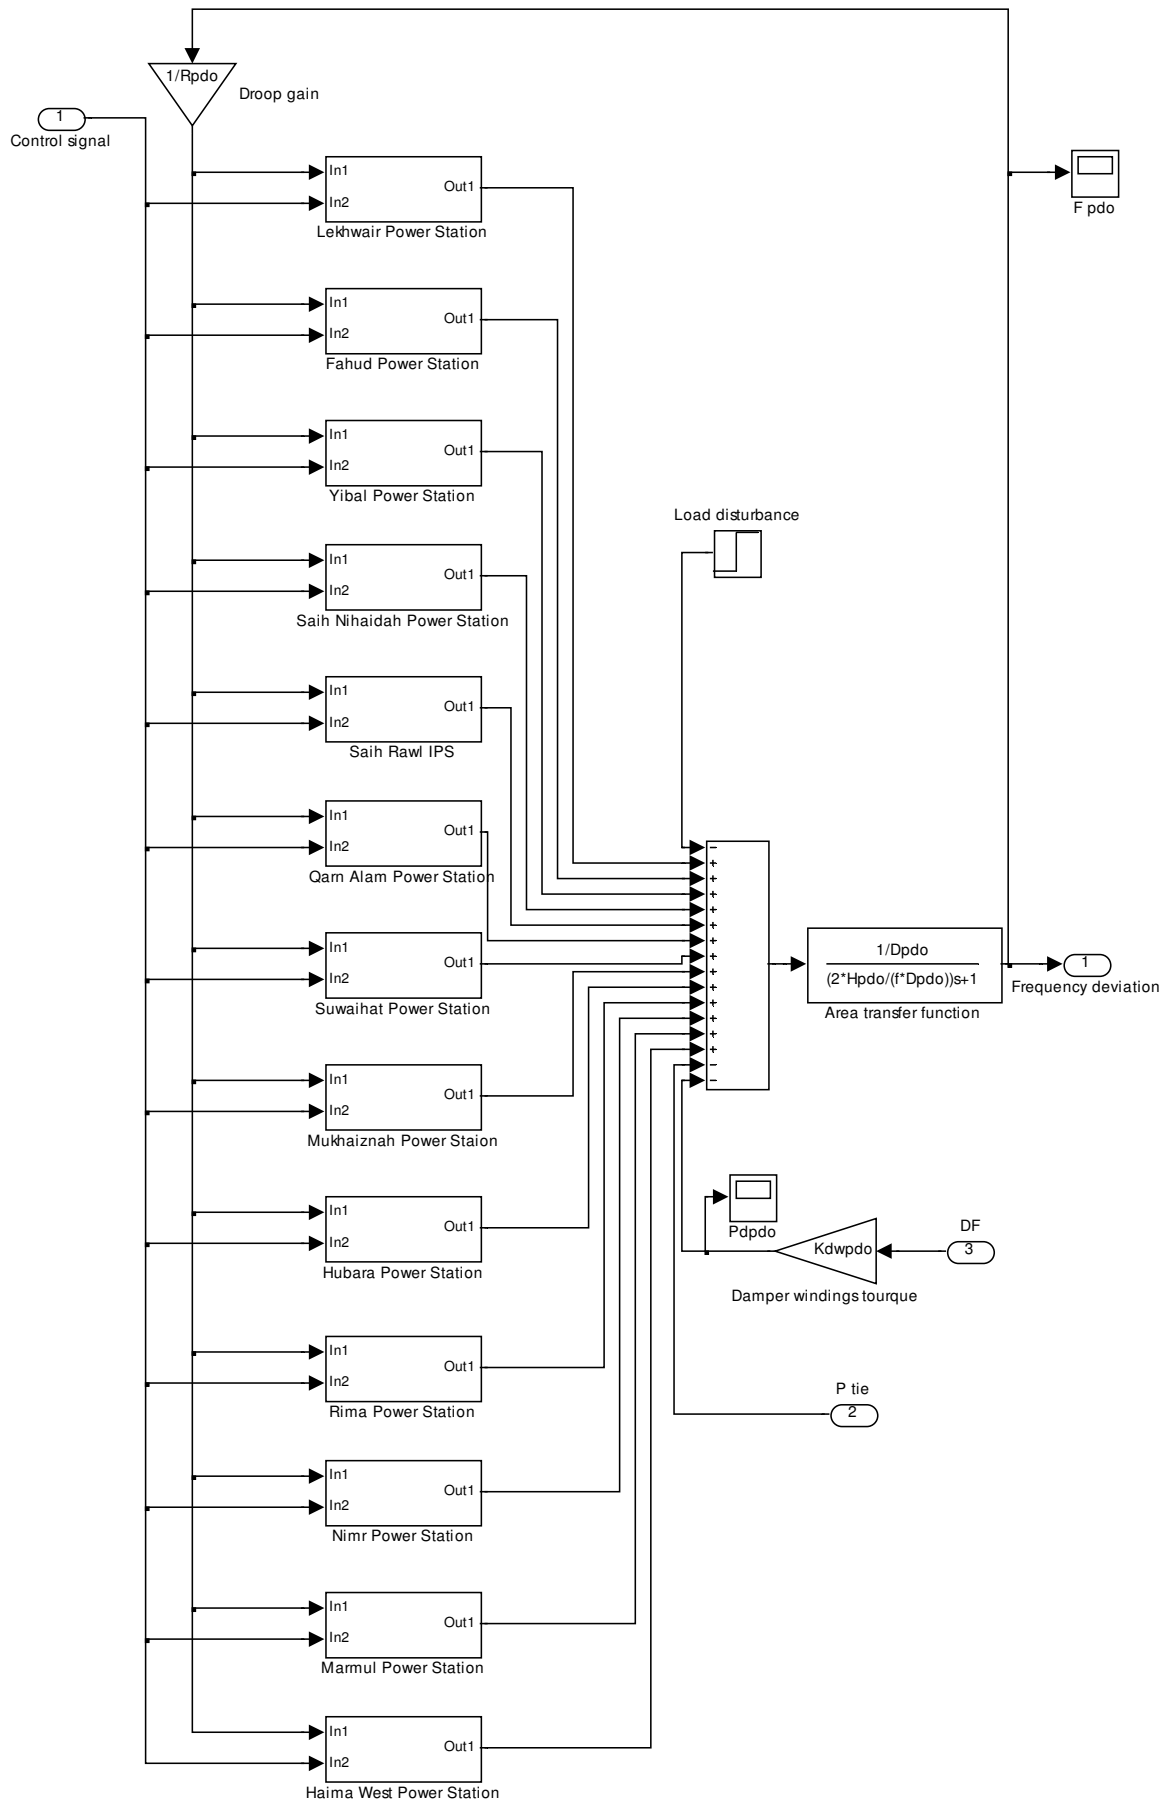 1/Rpdo
Droop gain
1
Control signal
In1
In2
Out1
Lekhwair Power Station
F pdo
In1
In2
Out1
Fahud Power Station
In1
In2
Out1
Yibal Power Station
Load disturbance
In1
In2
Out1
Saih Nihaidah Power Station
In1
In2
Out1
Saih Rawl IPS
In1
In2
Out1
Qarn Alam Power Station
In1
In2
Out1
Suwaihat Power Station
1/Dpdo
(2*Hpdo/(f*Dpdo))s+1
Area transfer function
1
Frequency deviation
In1
In2
Out1
Mukhaiznah Power Staion
In1
In2
Out1
Hubara Power Station
Pdpdo
Kdwpdo
Damper windings tourque
DF
3
In1
In2
Out1
Rima Power Station
P tie
2
In1
In2
Out1
Nimr Power Station
In1
In2
Out1
Marmul Power Station
In1
In2
Out1
Haima West Power Station